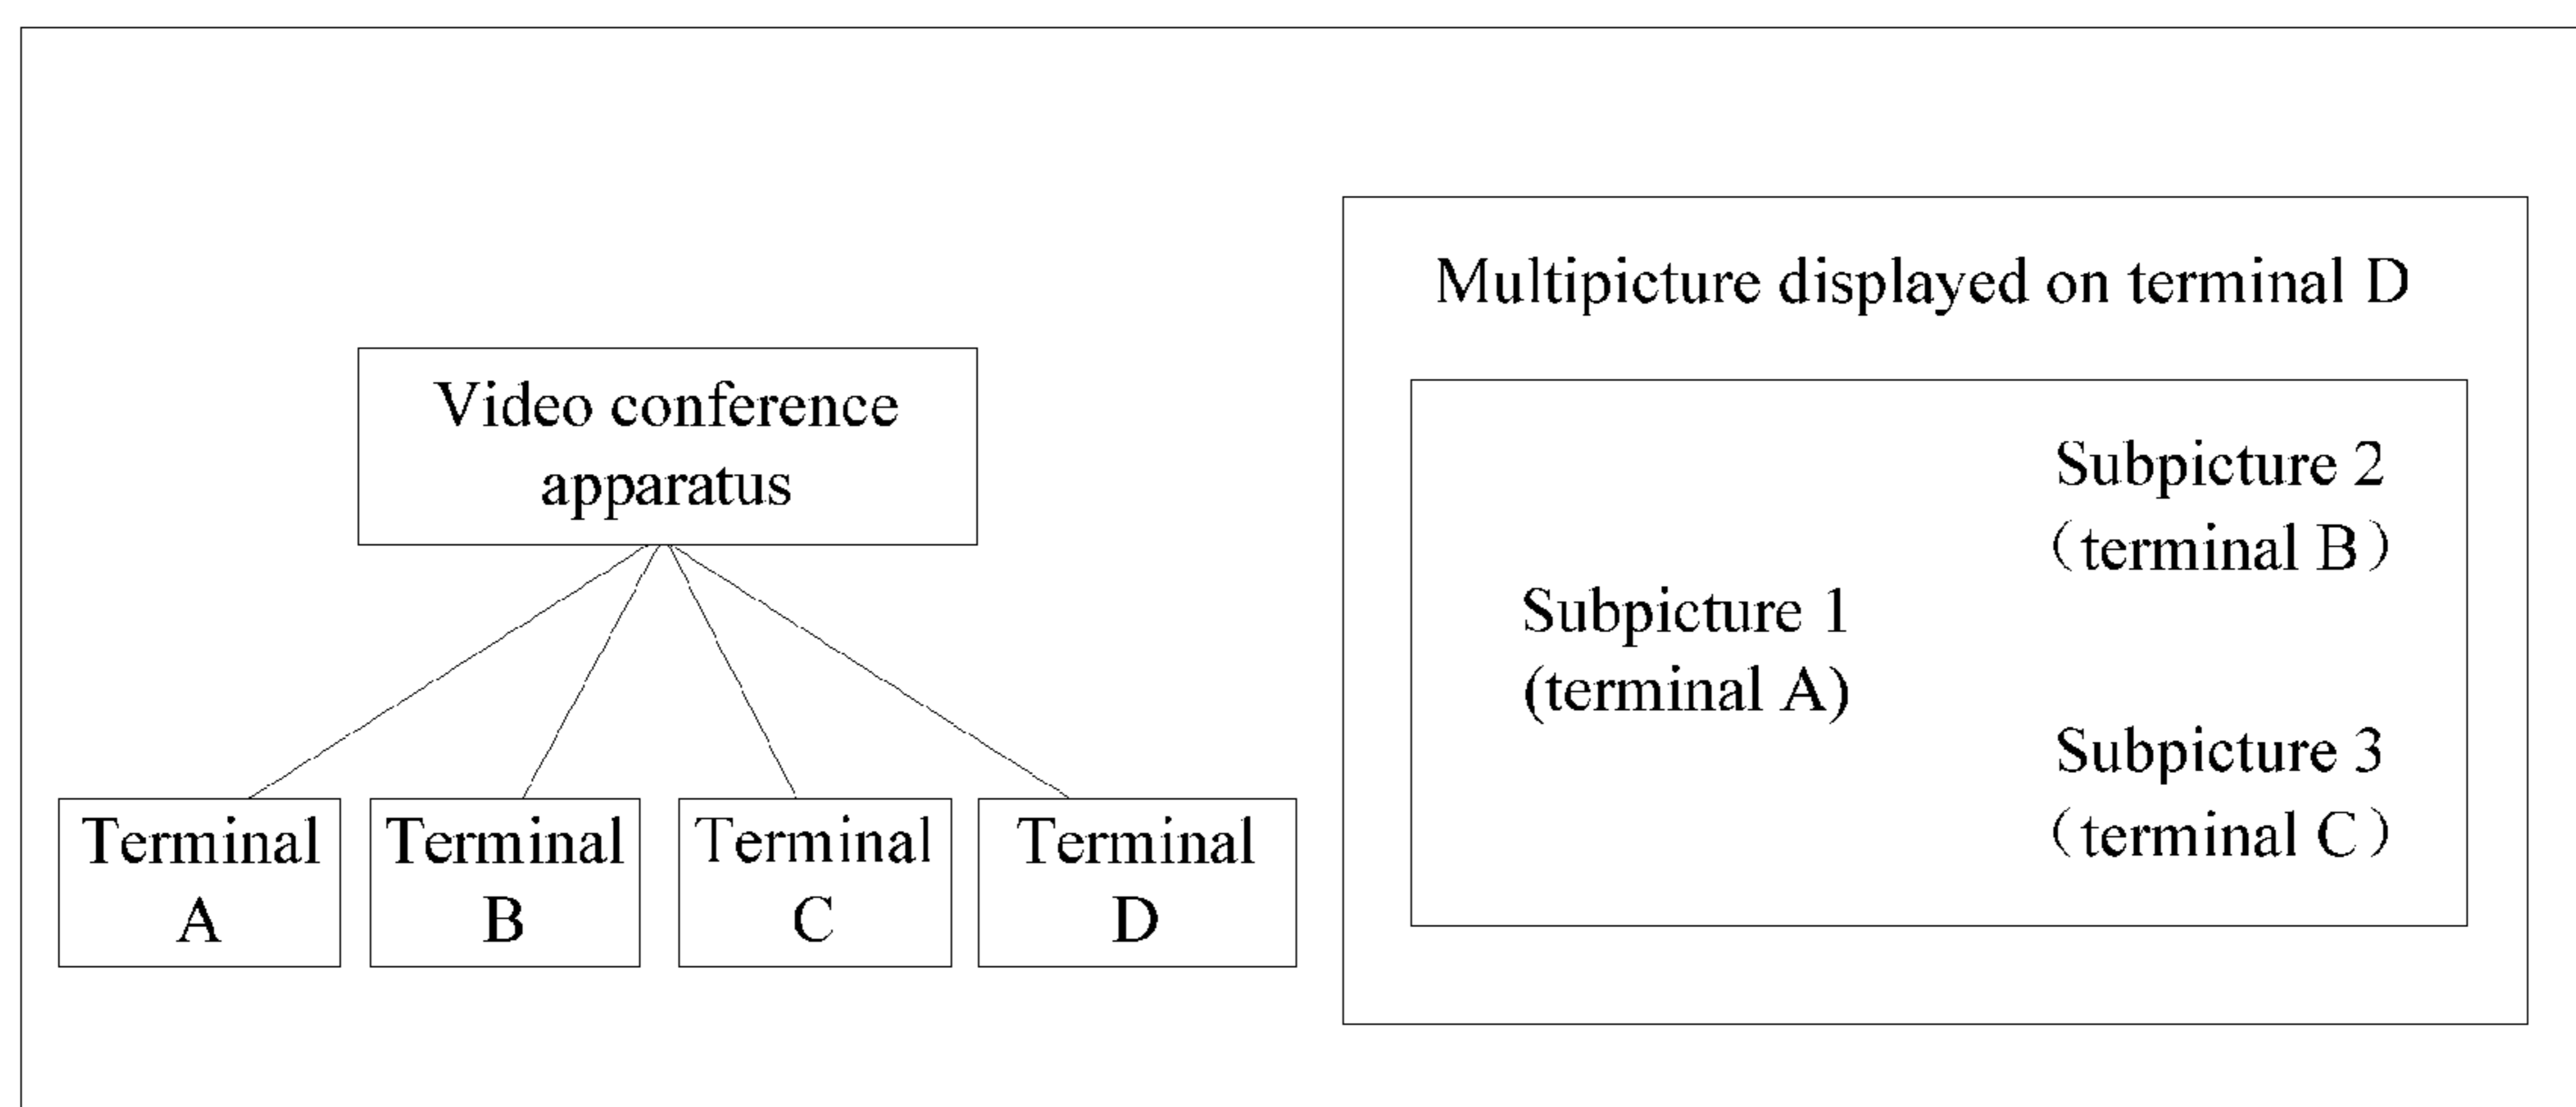 Video conference
apparatus
Terminal
A
Terminal
B
Terminal
C
Terminal
D
Multipicture displayed on terminal D
Subpicture 1
(terminal A)
Subpicture 2
（terminal B）
Subpicture 3
（terminal C）